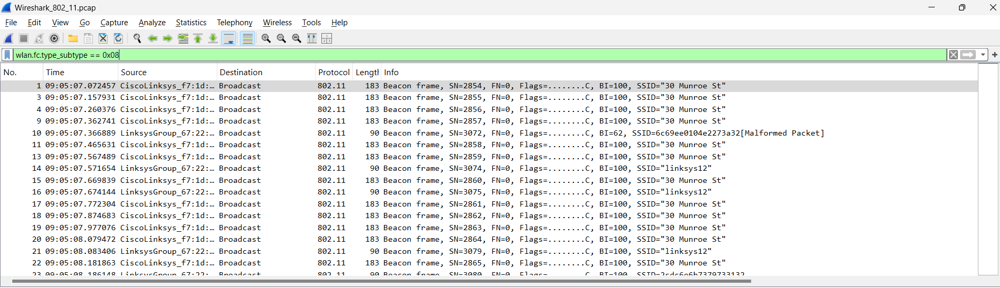 Wireshark_802_11.pcap
File Edit View Go Capture Analyze Statistics Telephony Wireless Tools Help
wlan.fc.type_subtype == 0x08
No. Time Source Destination Protocol Lengtl Info
1 09:05:07.072457 CiscoLinksys_f7:1d:… Broadcast 802.11 183 Beacon frame, SN=2854, FN=0, Flags=........C, BI=100, SSID="30 Munroe St"
3 09:05:07.157931 CiscoLinksys_f7:1d:… Broadcast 802.11 183 Beacon frame, SN=2855, FN=0, Flags=........C, BI=100, SSID="30 Munroe St"
4 09:05:07.260376 CiscoLinksys_f7:1d:… Broadcast 802.11 183 Beacon frame, SN=2856, FN=0, Flags=........C, BI=100, SSID="30 Munroe St"
9 09:05:07.362741 CiscoLinksys_f7:1d:… Broadcast 802.11 183 Beacon frame, SN=2857, FN=0, Flags=........C, BI=100, SSID="30 Munroe St"
10 09:05:07.366889 LinksysGroup_67:22:… Broadcast 802.11 90 Beacon frame, SN=3072, FN=0, Flags=........C, BI=62, SSID=6c69ee0104e2273a32[Malformed Packet]
11 09:05:07.465631 CiscoLinksys_f7:1d:… Broadcast 802.11 183 Beacon frame, SN=2858, FN=0, Flags=........C, BI=100, SSID="30 Munroe St"
13 09:05:07.567489 CiscoLinksys_f7:1d:… Broadcast 802.11 183 Beacon frame, SN=2859, FN=0, Flags=........C, BI=100, SSID="30 Munroe St"
14 09:05:07.571654 LinksysGroup_67:22:… Broadcast 802.11 90 Beacon frame, SN=3074, FN=0, Flags=........C, BI=100, SSID="linksys12"
15 09:05:07.669839 CiscoLinksys_f7:1d:… Broadcast 802.11 183 Beacon frame, SN=2860, FN=0, Flags=........C, BI=100, SSID="30 Munroe St"
16 09:05:07.674144 LinksysGroup_67:22:… Broadcast 802.11 90 Beacon frame, SN=3075, FN=0, Flags=........C, BI=100, SSID="linksys12"
17 09:05:07.772304 CiscoLinksys_f7:1d:… Broadcast 802.11 183 Beacon frame, SN=2861, FN=0, Flags=........C, BI=100, SSID="30 Munroe St"
18 09:05:07.874683 CiscoLinksys_f7:1d:… Broadcast 802.11 183 Beacon frame, SN=2862, FN=0, Flags=........C, BI=100, SSID="30 Munroe St"
19 09:05:07.977076 CiscoLinksys_f7:1d:… Broadcast 802.11 183 Beacon frame, SN=2863, FN=0, Flags=........C, BI=100, SSID="30 Munroe St"
20 09:05:08.079472 CiscoLinksys_f7:1d:… Broadcast 802.11 183 Beacon frame, SN=2864, FN=0, Flags=........C, BI=100, SSID="30 Munroe St"
21 09:05:08.083406 LinksysGroup_67:22:… Broadcast 802.11 90 Beacon frame, SN=3079, FN=0, Flags=........C, BI=100, SSID="linksys12"
22 09:05:08.181863 CiscoLinksys_f7:1d:… Broadcast 802.11 183 Beacon frame, SN=2865, FN=0, Flags=........C, BI=100, SSID="30 Munroe St"
23 09:05:08.186148 LinksysGroup_67:22: Broadcast 802.11 90 Beacon frame, SN=3080, FN=0, Flags= C, BI=100,